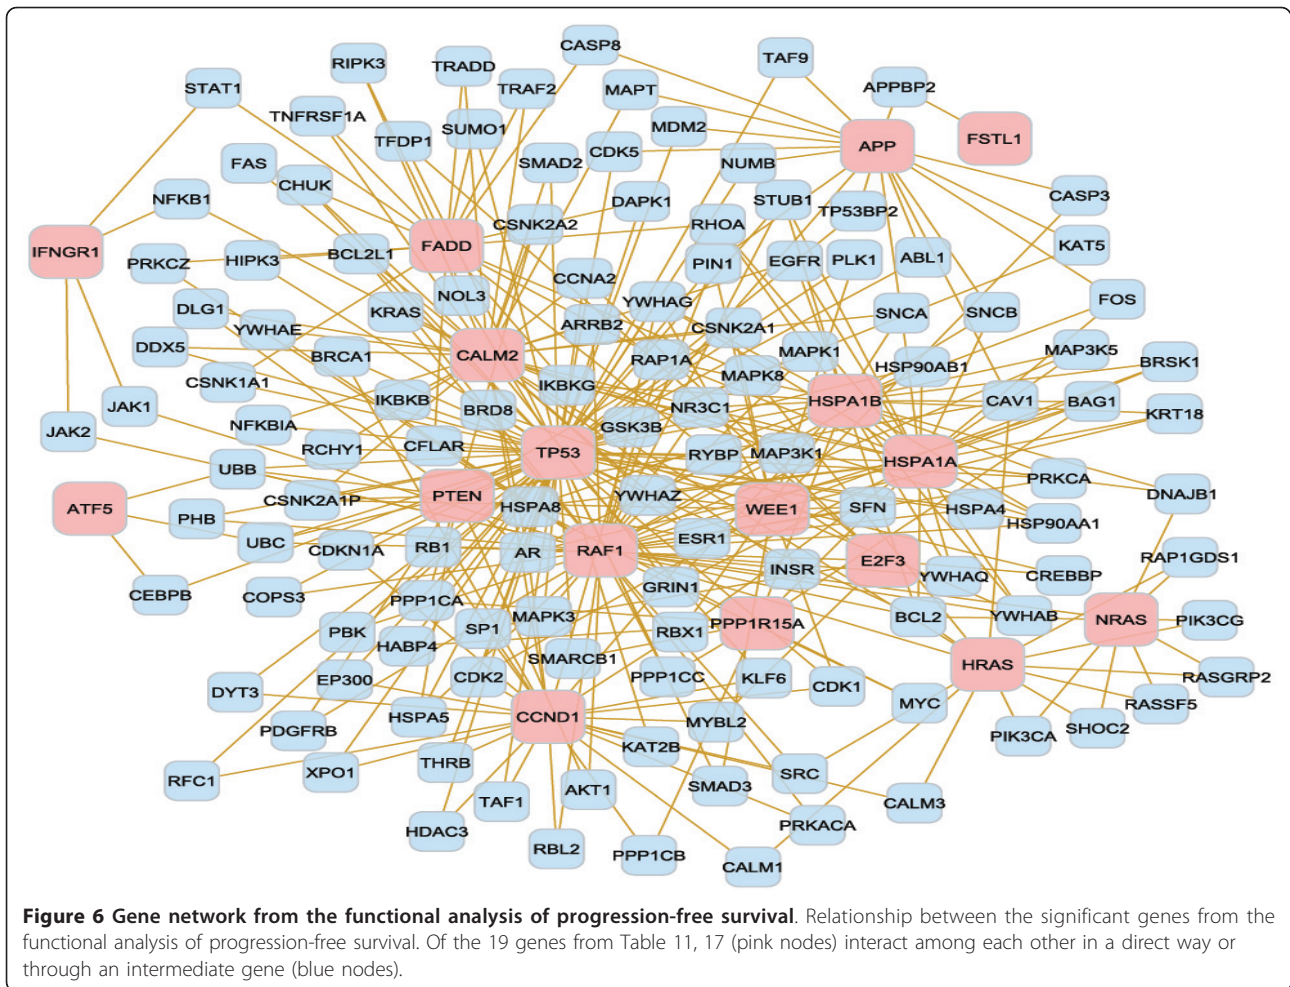 CASP8
TAF9
RIPK3
TRADD
APPBP2
STAT1
TRAF2
MAPT
TNFRSF1A
SUMO1
MDM2
FSTL1
TFDP1
CDK5
APP
FAS
SMAD2
NUMB
CHUK
NFKB1
DAPK1
STUB1
TP53BP2
CASP3
CSNK2A2
RHOA
IFNGR1
FADD
KAT5
PRKCZ
HIPK3
BCL2L1
PIN1
EGFR
PLK1
ABL1
CCNA2
NOL3
YWHAG
FOS
DLG1
KRAS
SNCA
SNCB
YWHAE
ARRB2
CSNK2A1
DDX5
BRCA1
CALM2
RAP1A
MAPK1
HSP90AB1
MAP3K5
BRSK1
CSNK1A1
IKBKG
MAPK8
JAK1
IKBKB
BRD8
NR3C1
HSPA1B
CAV1
BAG1
KRT18
JAK2
NFKBIA
GSK3B
RCHY1
CFLAR
TP53
RYBP
MAP3K1
HSPA1A
UBB
PRKCA
DNAJB1
CSNK2A1P
PTEN
YWHAZ
ATF5
PHB
HSPA8
WEE1
SFN
HSPA4
HSP90AA1
UBC
CDKN1A
RB1
AR
RAF1
ESR1
E2F3
RAP1GDS1
INSR
YWHAQ
CREBBP
CEBPB
COPS3
PPP1CA
GRIN1
MAPK3
BCL2
YWHAB
NRAS
PIK3CG
PBK
SP1
RBX1
PPP1R15A
HABP4
SMARCB1
HRAS
EP300
CDK2
PPP1CC
KLF6
CDK1
RASGRP2
DYT3
MYC
RASSF5
HSPA5
CCND1
MYBL2
SHOC2
PDGFRB
PIK3CA
KAT2B
RFC1
XPO1
THRB
SRC
AKT1
SMAD3
TAF1
CALM3
HDAC3
PRKACA
RBL2
PPP1CB
CALM1
Figure 6 Gene network from the functional analysis of progression-free survival. Relationship between the significant genes from the
functional analysis of progression-free survival. Of the 19 genes from Table 11, 17 (pink nodes) interact among each other in a direct way or
through an intermediate gene (blue nodes).